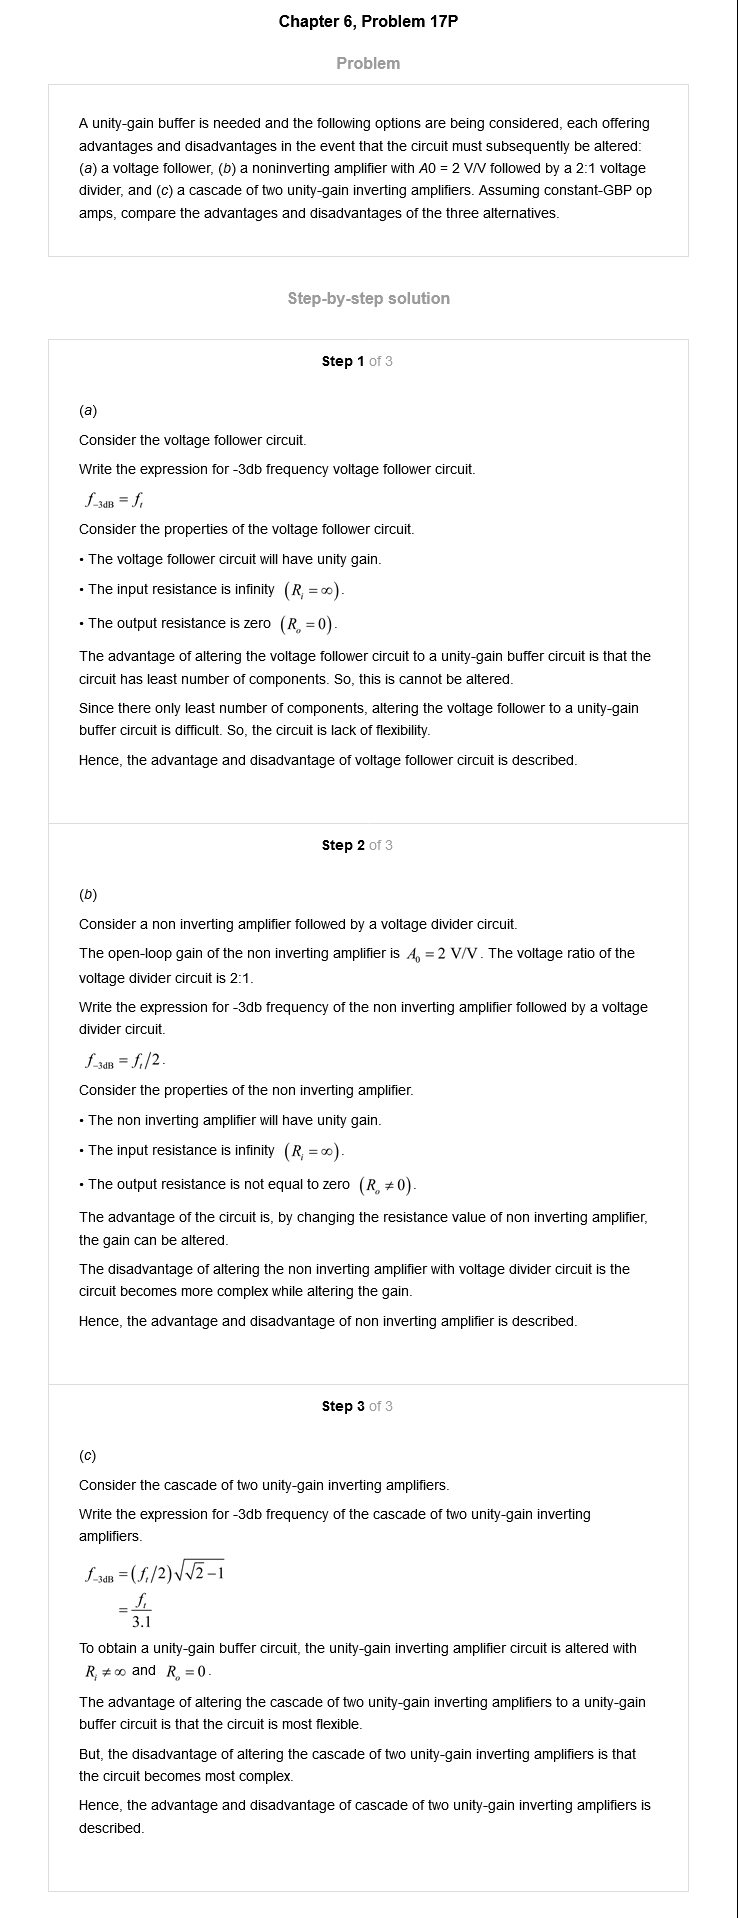 Chapter 6, Problem 17P
Problem
A unity-gain buffer is needed and the following options are being considered, each offering
advantages and disadvantages in the event that the circuit must subsequently be altered:
(a) a voltage follower, (b) a noninverting amplifier with A0 = 2 V/V followed by a 2:1 voltage
divider, and (c) a cascade of two unity-gain inverting amplifiers. Assuming constant-GBP op
amps, compare the advantages and disadvantages of the three alternatives.
Step-by-step solution
Step 1 of 3
(a)
Consider the voltage follower circuit.
Write the expression for -3db frequency voltage follower circuit.
f_{-3dB} = f_t
Consider the properties of the voltage follower circuit.
• The voltage follower circuit will have unity gain.
• The input resistance is infinity (R_i = ∞).
• The output resistance is zero (R_o = 0).
The advantage of altering the voltage follower circuit to a unity-gain buffer circuit is that the
circuit has least number of components. So, this is cannot be altered.
Since there only least number of components, altering the voltage follower to a unity-gain
buffer circuit is difficult. So, the circuit is lack of flexibility.
Hence, the advantage and disadvantage of voltage follower circuit is described.
Step 2 of 3
(b)
Consider a non inverting amplifier followed by a voltage divider circuit.
The open-loop gain of the non inverting amplifier is A_0 = 2 V/V. The voltage ratio of the
voltage divider circuit is 2:1.
Write the expression for -3db frequency of the non inverting amplifier followed by a voltage
divider circuit.
f_{-3dB} = f_t/2.
Consider the properties of the non inverting amplifier.
• The non inverting amplifier will have unity gain.
• The input resistance is infinity (R_i = ∞).
• The output resistance is not equal to zero (R_o ≠ 0).
The advantage of the circuit is, by changing the resistance value of non inverting amplifier,
the gain can be altered.
The disadvantage of altering the non inverting amplifier with voltage divider circuit is the
circuit becomes more complex while altering the gain.
Hence, the advantage and disadvantage of non inverting amplifier is described.
Step 3 of 3
(c)
Consider the cascade of two unity-gain inverting amplifiers.
Write the expression for -3db frequency of the cascade of two unity-gain inverting
amplifiers.
f_{-3dB} = (f_t/2)√(√2-1)
= f_t/3.1
To obtain a unity-gain buffer circuit, the unity-gain inverting amplifier circuit is altered with
R_i ≠ ∞ and R_o = 0.
The advantage of altering the cascade of two unity-gain inverting amplifiers to a unity-gain
buffer circuit is that the circuit is most flexible.
But, the disadvantage of altering the cascade of two unity-gain inverting amplifiers is that
the circuit becomes most complex.
Hence, the advantage and disadvantage of cascade of two unity-gain inverting amplifiers is
described.